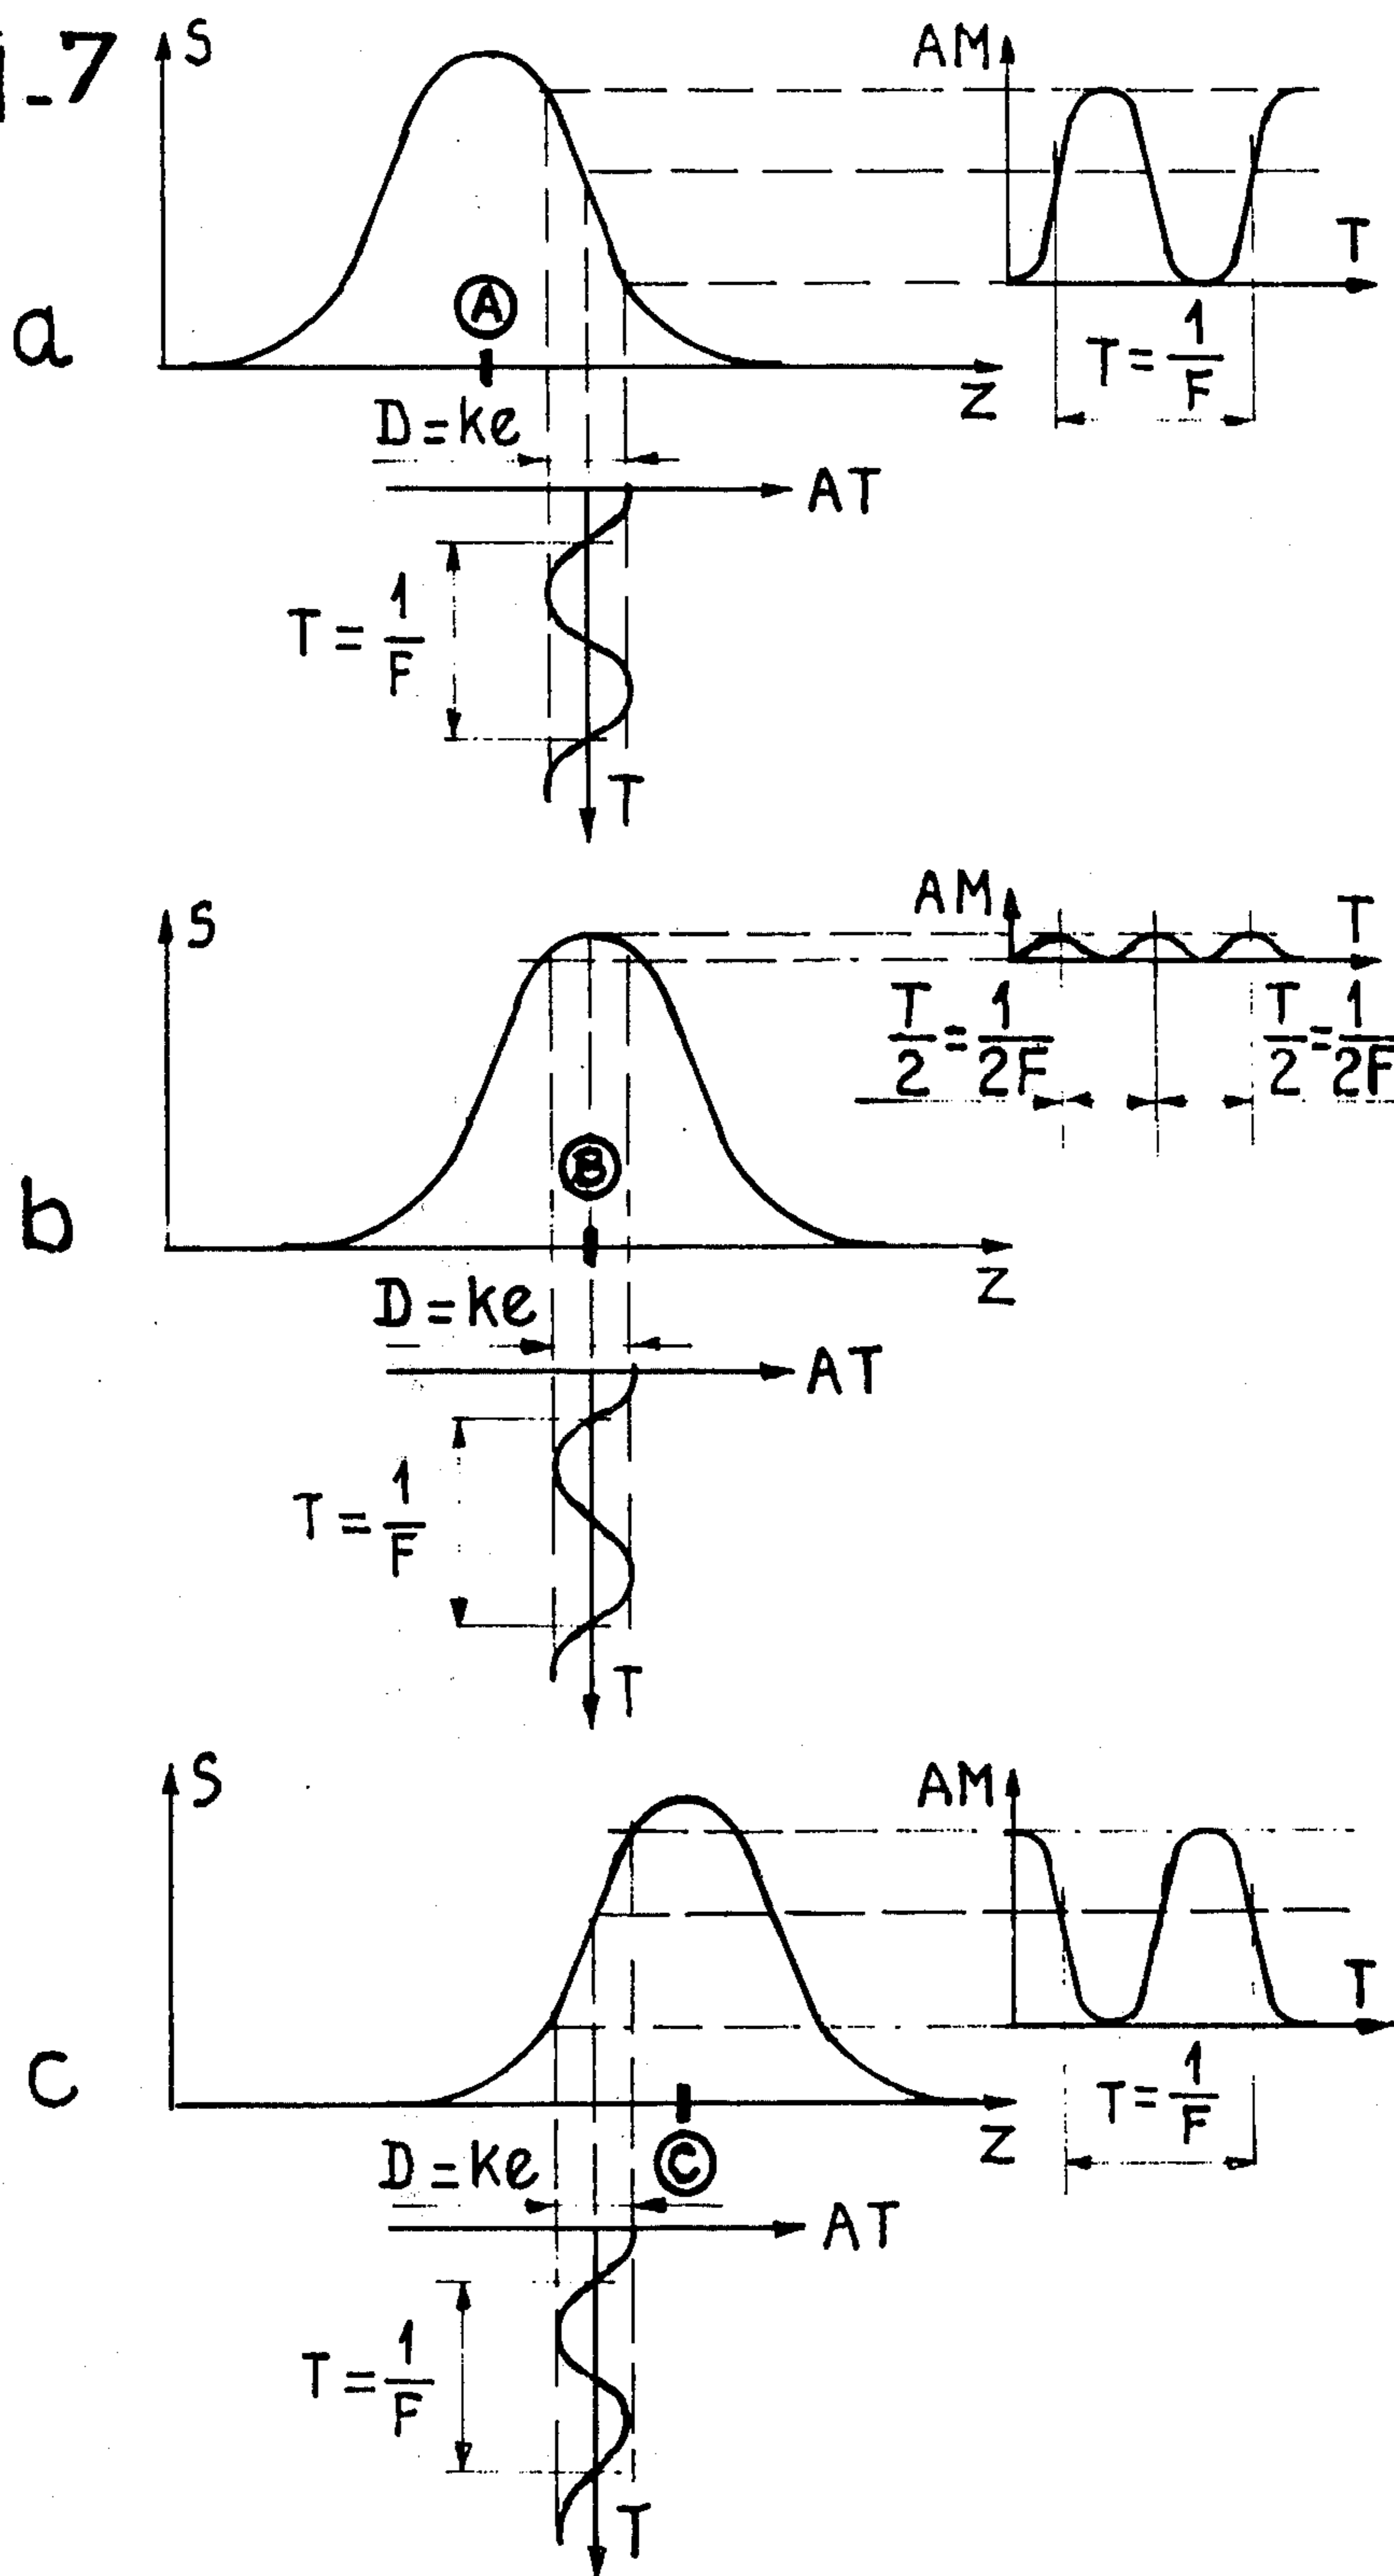 -7
S
AM
T
a
A
Z
T=1/F
D=ke
AT
T=1/F
T
S
AM
T
T/2=1/2F
T/2=1/2F
b
B
Z
D=ke
AT
T=1/F
T
S
AM
T
c
T=1/F
Z
D=ke
C
AT
T=1/F
T